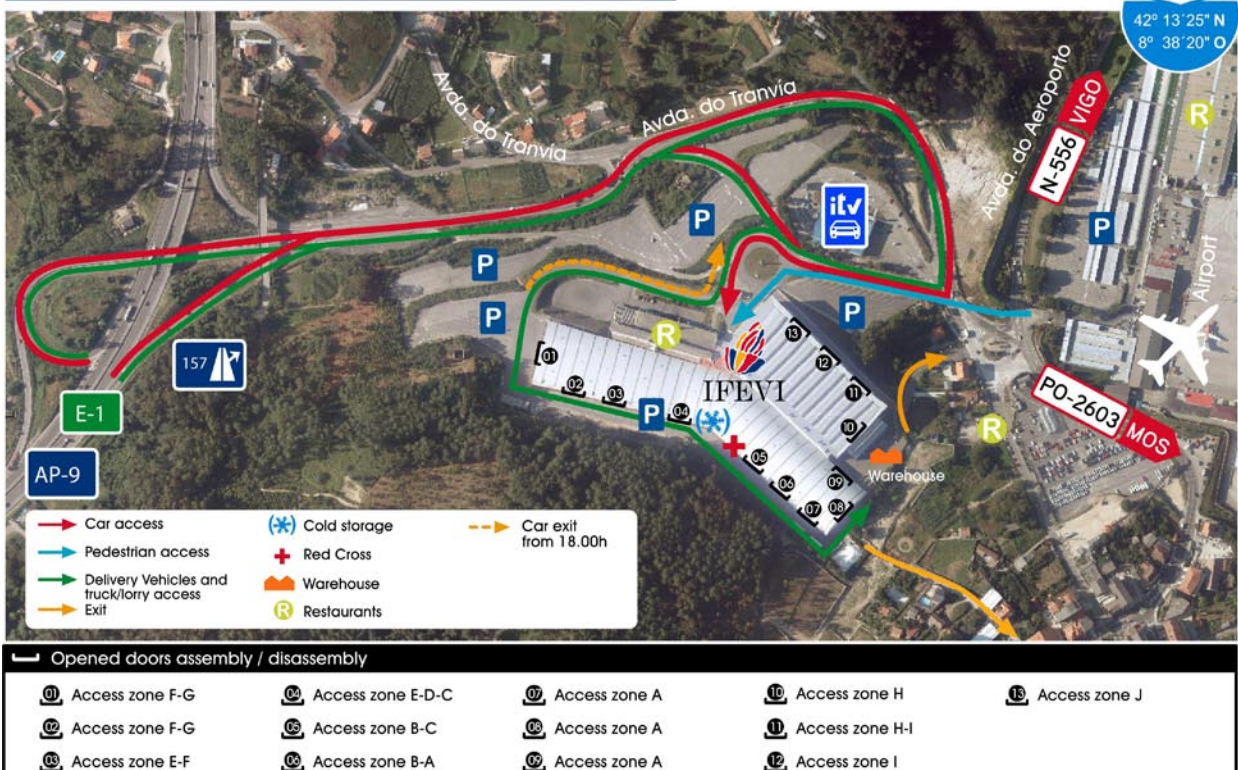 42º 13´25" N
8º 38´20" O
Avda. do Tranvía
Avda. do Tranvía
Avda. do Aeroporto
N-556 VIGO
R
P
itv
Airport
P
P
P
P
157
R
IFEVI
13
12
11
10
01
02
03
04
P
05
06
07
08
09
E-1
AP-9
PO-2603 MOS
R
Warehouse
Car access
Pedestrian access
Delivery Vehicles and
truck/lorry access
Exit
Cold storage
Red Cross
Warehouse
R Restaurants
Car exit
from 18.00h
Opened doors assembly / disassembly
01 Access zone F-G
02 Access zone F-G
03 Access zone E-F
04 Access zone E-D-C
05 Access zone B-C
06 Access zone B-A
07 Access zone A
08 Access zone A
09 Access zone A
10 Access zone H
11 Access zone H-I
12 Access zone I
13 Access zone J